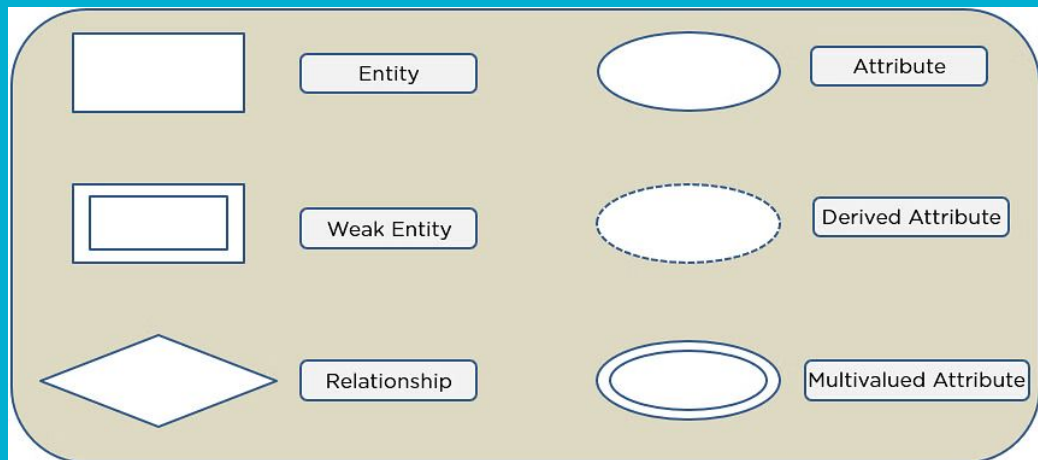 Entity
Attribute
Weak Entity
Derived Attribute
Relationship
Multivalued Attribute